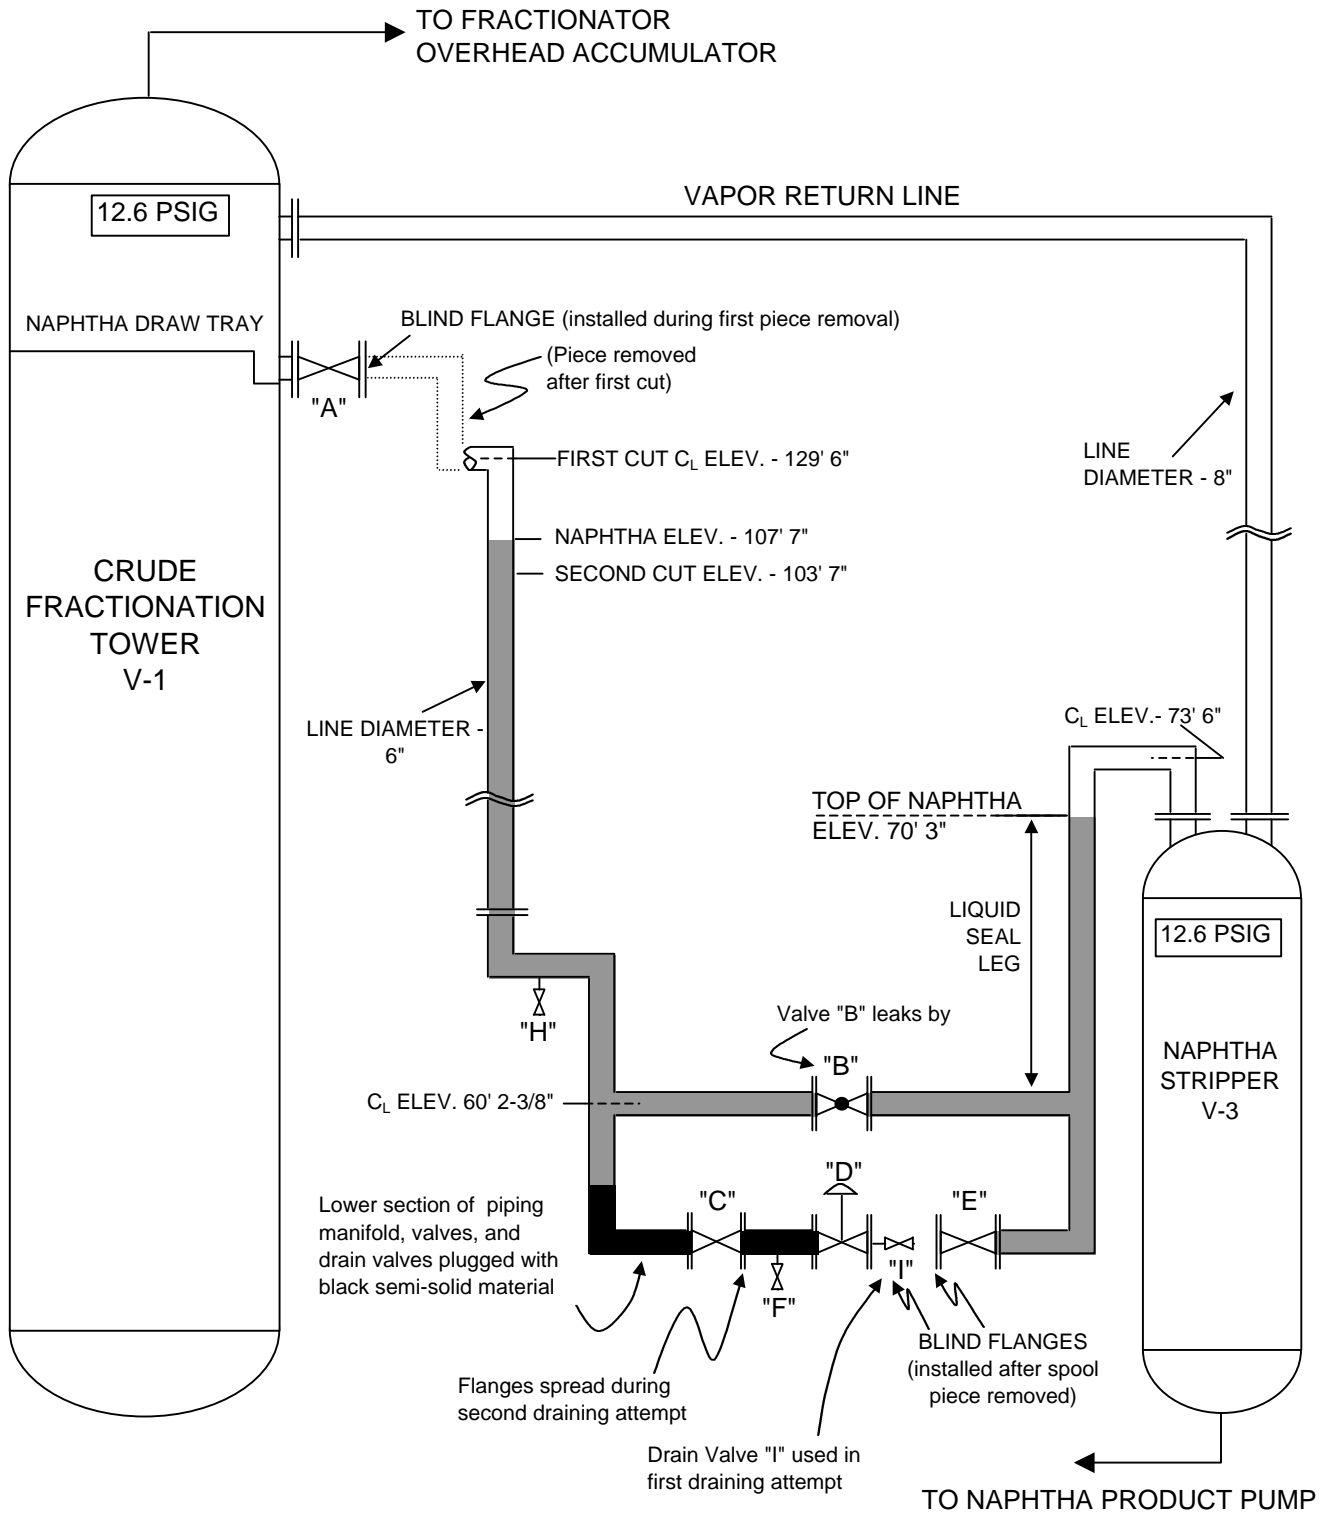 TO FRACTIONATOR
OVERHEAD ACCUMULATOR
12.6 PSIG
VAPOR RETURN LINE
NAPHTHA DRAW TRAY
BLIND FLANGE (installed during first piece removal)
(Piece removed
after first cut)
"A"
FIRST CUT CL ELEV. - 129' 6"
LINE
DIAMETER - 8"
NAPHTHA ELEV. - 107' 7"
SECOND CUT ELEV. - 103' 7"
CRUDE
FRACTIONATION
TOWER
V-1
LINE DIAMETER -
6"
CL ELEV.- 73' 6"
TOP OF NAPHTHA
ELEV. 70' 3"
LIQUID
SEAL
LEG
12.6 PSIG
"H"
Valve "B" leaks by
"B"
NAPHTHA
STRIPPER
V-3
CL ELEV. 60' 2-3/8"
"C"
"D"
"E"
Lower section of piping
manifold, valves, and
drain valves plugged with
black semi-solid material
"F"
"I"
BLIND FLANGES
(installed after spool
piece removed)
Flanges spread during
second draining attempt
Drain Valve "I" used in
first draining attempt
TO NAPHTHA PRODUCT PUMP